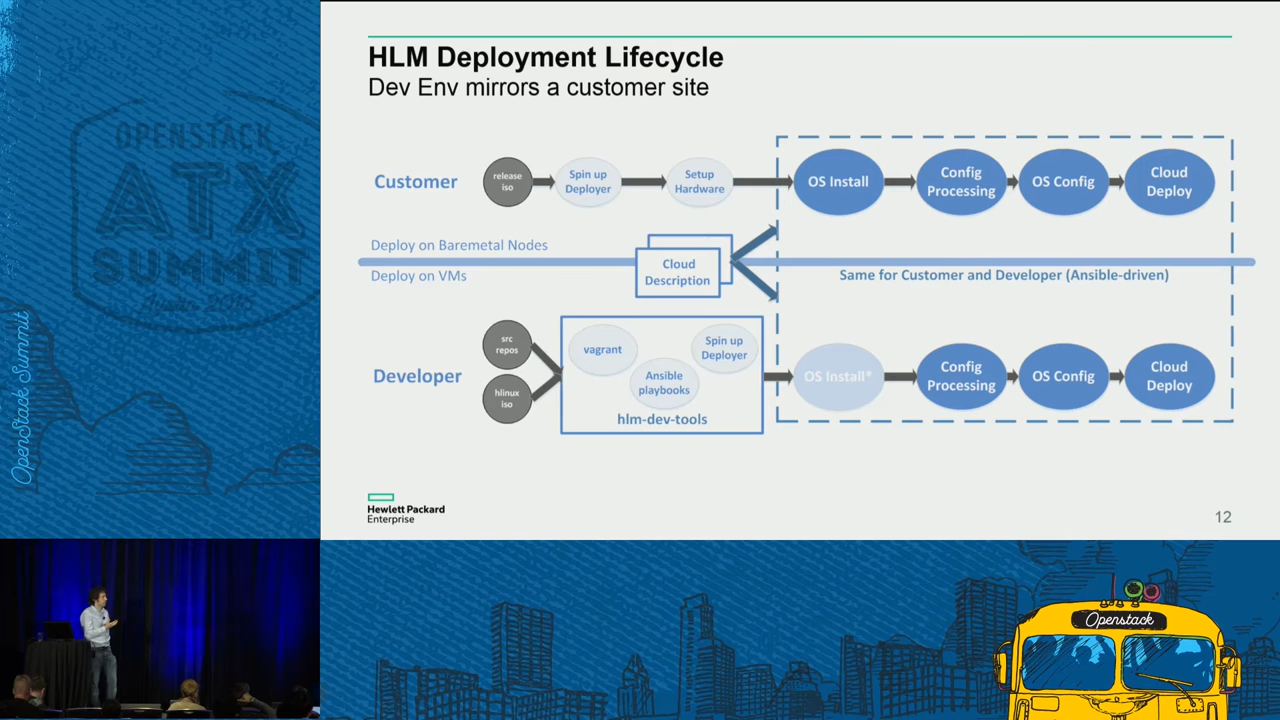 HLM Deployment Lifecycle
Dev Env mirrors a customer site
Customer
release
iso
Spin up
Deployer
Setup
Hardware
OS Install
Config
Processing
OS Config
Cloud
Deploy
Deploy on Baremetal Nodes
Deploy on VMs
Cloud
Description
Same for Customer and Developer (Ansible-driven)
Developer
src
repos
hlinux
iso
vagrant
Spin up
Deployer
Ansible
playbooks
hlm-dev-tools
OS Install*
Config
Processing
OS Config
Cloud
Deploy
Hewlett Packard
Enterprise
12
OPENSTACK
ATX
SUMMIT
OpenStack Summit
Openstack